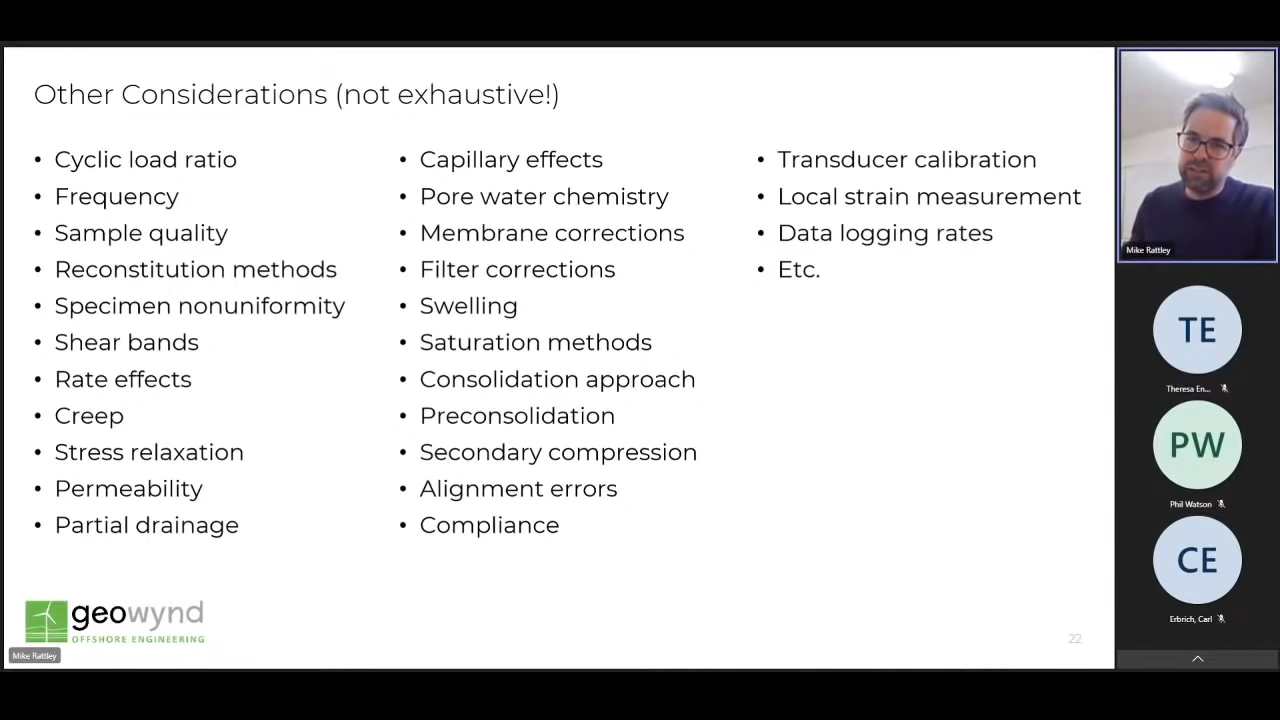 Other Considerations (not exhaustive!)
• Cyclic load ratio
• Frequency
• Sample quality
• Reconstitution methods
• Specimen nonuniformity
• Shear bands
• Rate effects
• Creep
• Stress relaxation
• Permeability
• Partial drainage
• Capillary effects
• Pore water chemistry
• Membrane corrections
• Filter corrections
• Swelling
• Saturation methods
• Consolidation approach
• Preconsolidation
• Secondary compression
• Alignment errors
• Compliance
• Transducer calibration
• Local strain measurement
• Data logging rates
• Etc.
geowynd
OFFSHORE ENGINEERING
Mike Rattley
22
Mike Rattley
TE
Theresa En...
PW
Phil Watson
CE
Erbrich, Carl